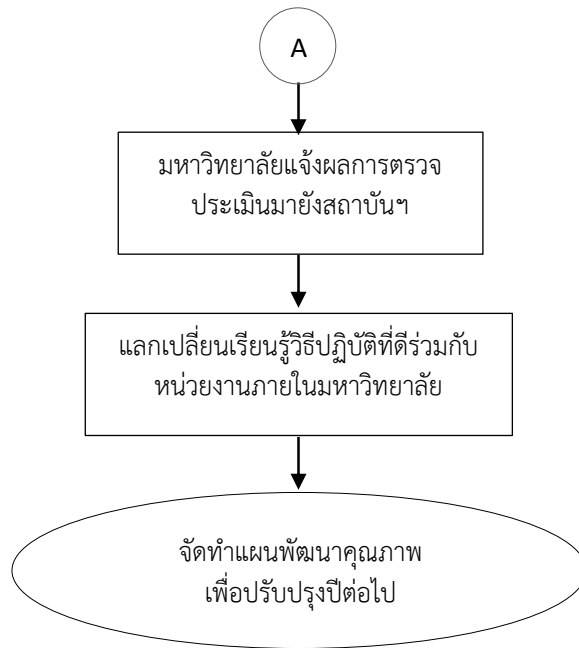 A
มหาวิทยาลัยแจ้งผลการตรวจ
ประเมินมายังสถาบันฯ
แลกเปลี่ยนเรียนรู้วิธีปฏิบัติที่ดีร่วมกับ
หน่วยงานภายในมหาวิทยาลัย
จัดทำแผนพัฒนาคุณภาพ
เพื่อปรับปรุงปีต่อไป